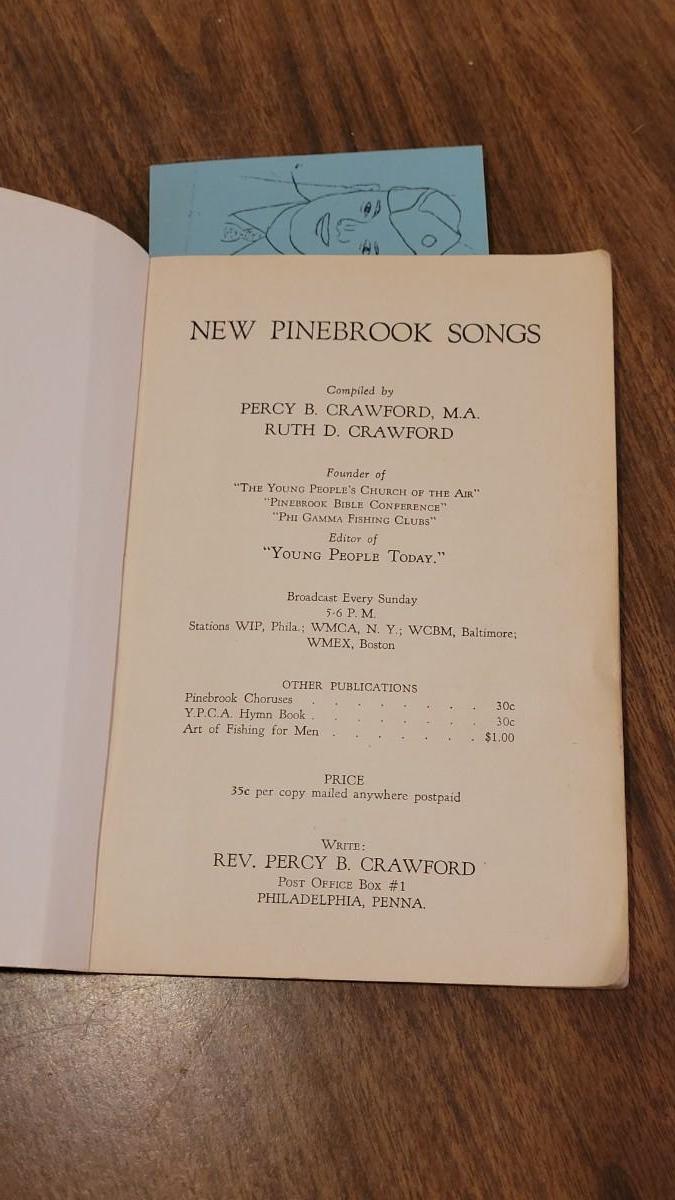 NEW PINEBROOK SONGS
Compiled by
PERCY B. CRAWFORD, M.A.
RUTH D. CRAWFORD
Founder of
"THE YOUNG PEOPLE'S CHURCH OF THE AIR"
"PINEBROOK BIBLE CONFERENCE"
"PHI GAMMA FISHING CLUBS"
Editor of
"YOUNG PEOPLE TODAY."
Broadcast Every Sunday
5-6 P. M.
Stations WIP, Phila.; WMCA, N. Y.; WCBM, Baltimore;
WMEX, Boston
OTHER PUBLICATIONS
Pinebrook Choruses . . . . . . . . 30c
Y.P.C.A. Hymn Book . . . . . . . . 30c
Art of Fishing for Men . . . . . . . $1.00
PRICE
35c per copy mailed anywhere postpaid
WRITE:
REV. PERCY B. CRAWFORD
POST OFFICE BOX #1
PHILADELPHIA, PENNA.